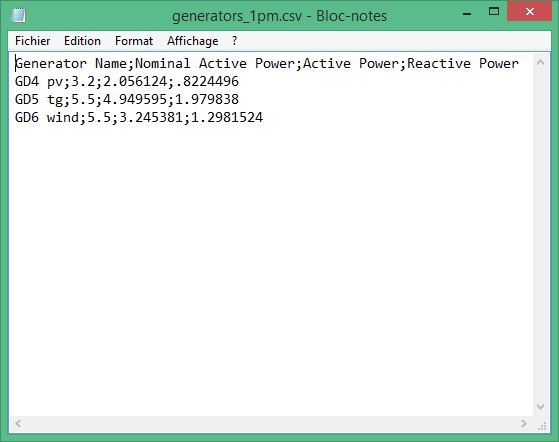 generators_1pm.csv - Bloc-notes
Fichier Edition Format Affichage ?
Generator Name;Nominal Active Power;Active Power;Reactive Power
GD4 pv;3.2;2.056124;.8224496
GD5 tg;5.5;4.949595;1.979838
GD6 wind;5.5;3.245381;1.2981524